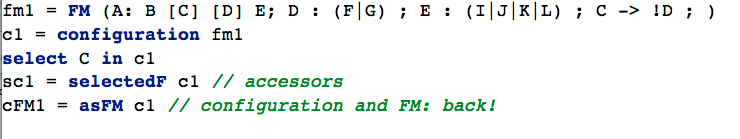 fm1 = FM (A: B [C] [D] E; D : (F|G) ; E : (I|J|K|L) ; C -> !D ; )
c1 = configuration fm1
select C in c1
sc1 = selectedF c1 // accessors
cFM1 = asFM c1 // configuration and FM: back!